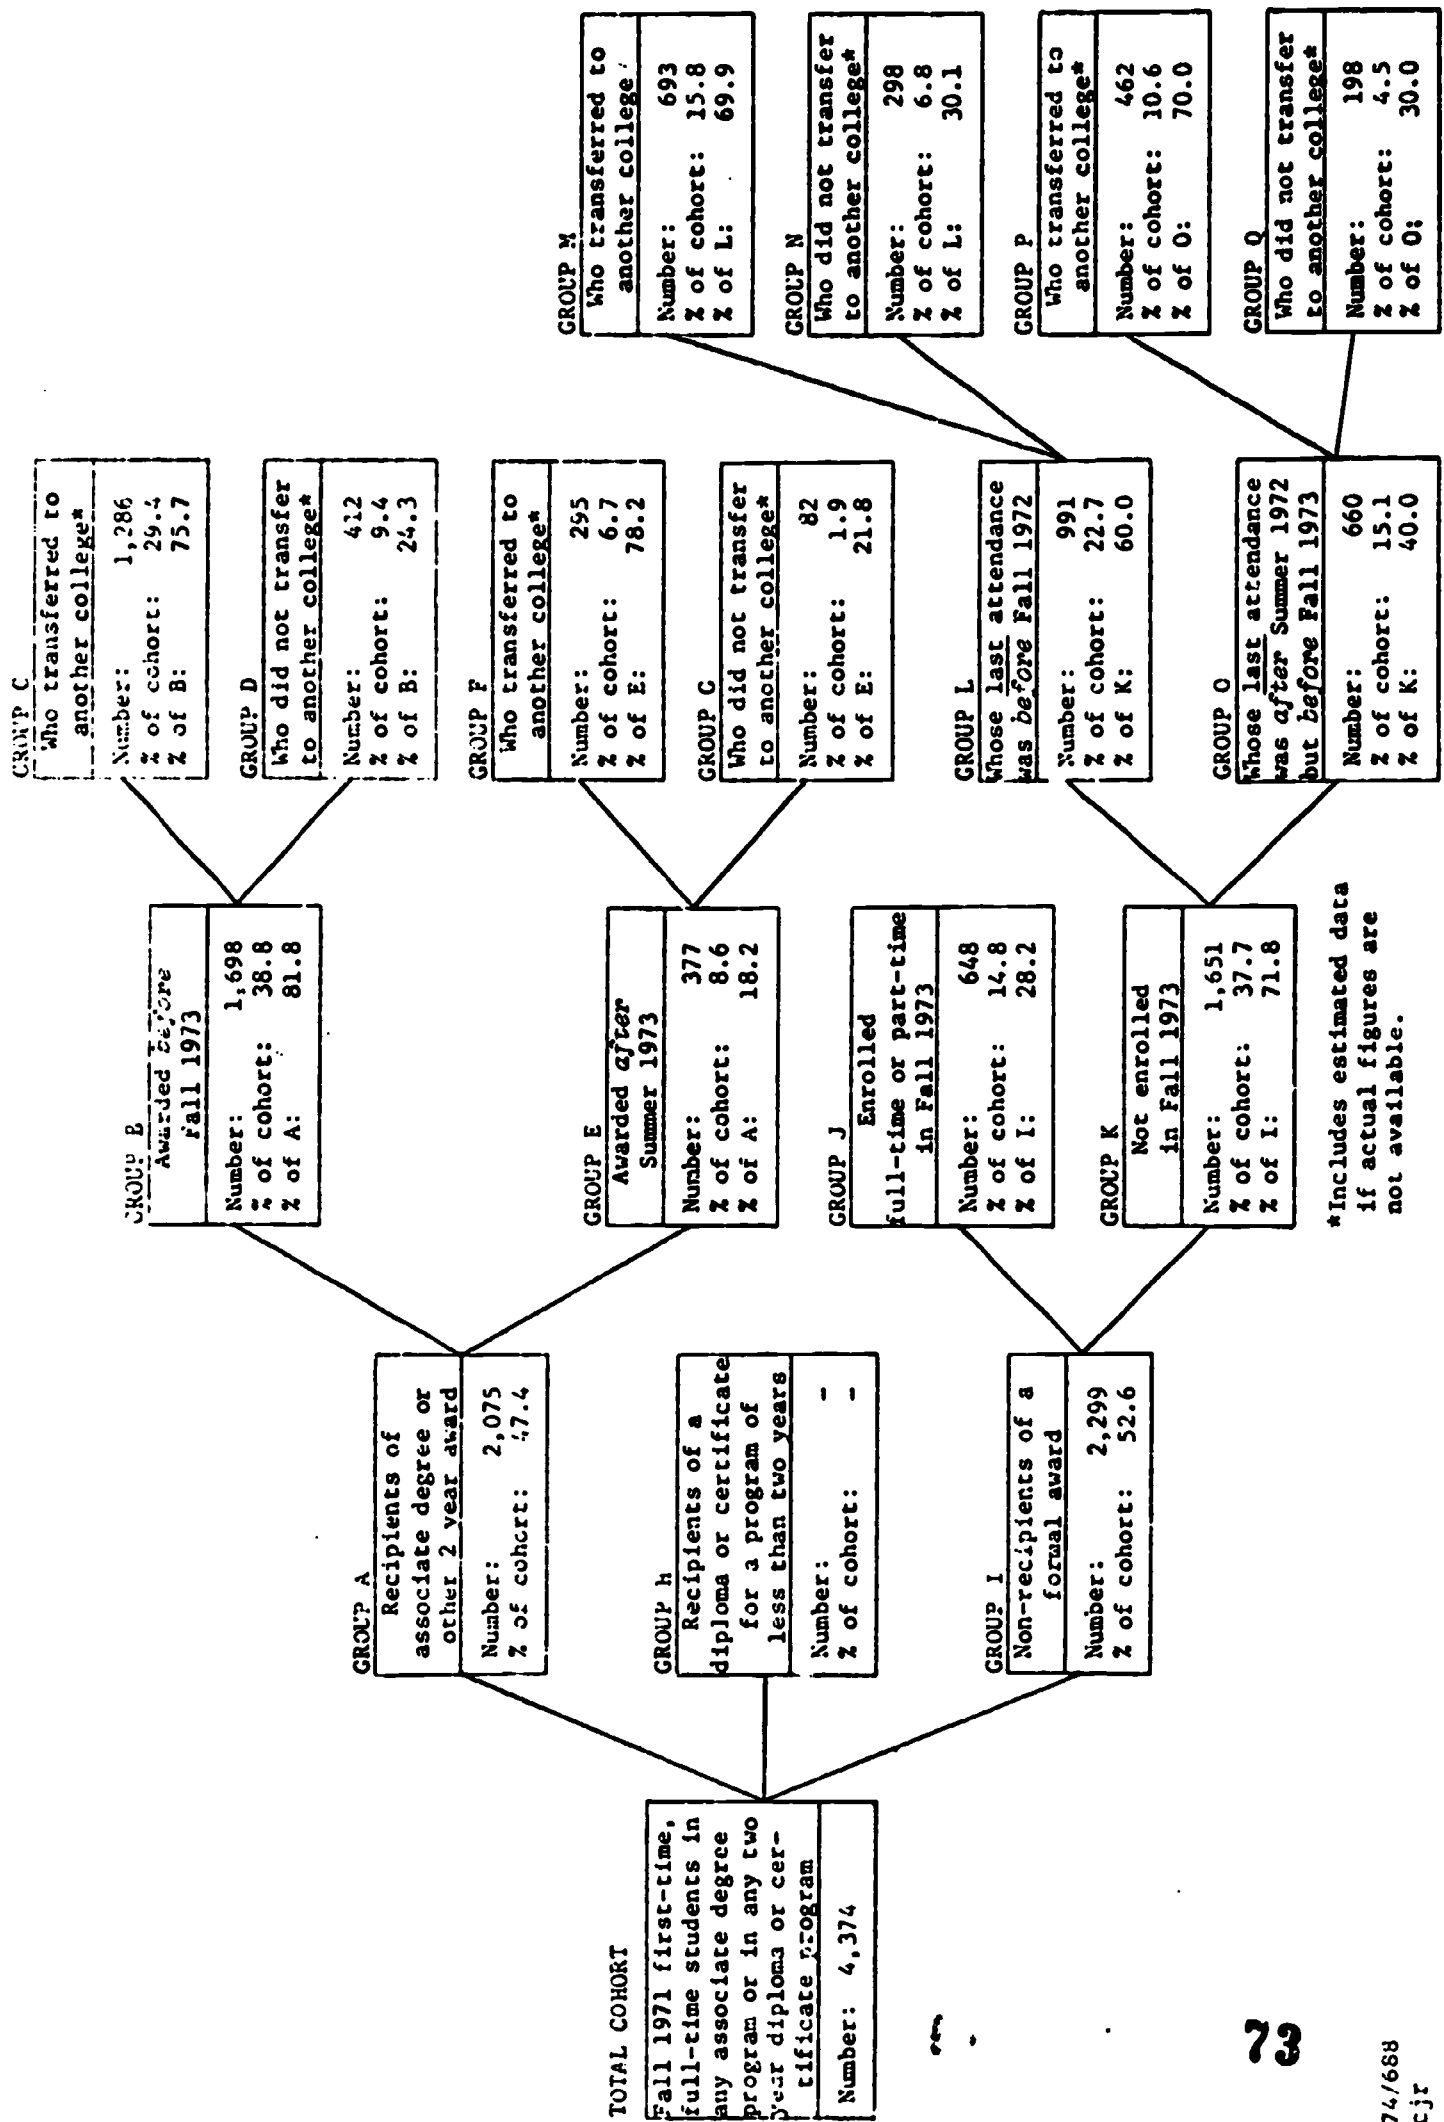 TOTAL COHORT
Fall 1971 first-time,
full-time students in
any associate degree
program or in any two
year diploma or cer-
tificate program
Number: 4,374
GROUP A
Recipients of
associate degree or
other 2 year award
Number: 2,075
% of cohort: 47.4
GROUP H
Recipients of a
diploma or certificate
for a program of
less than two years
Number: -
% of cohort: -
GROUP I
Non-recipients of a
formal award
Number: 2,299
% of cohort: 52.6
GROUP B
Awarded before
Fall 1973
Number: 1,698
% of cohort: 38.8
% of A: 81.8
GROUP E
Awarded after
Summer 1973
Number: 377
% of cohort: 8.6
% of A: 18.2
GROUP J
Enrolled
full-time or part-time
in Fall 1973
Number: 648
% of cohort: 14.8
% of I: 28.2
GROUP K
Not enrolled
in Fall 1973
Number: 1,651
% of cohort: 37.7
% of I: 71.8
*Includes estimated data
if actual figures are
not available.
GROUP C
Who transferred to
another college*
Number: 1,286
% of cohort: 29.4
% of B: 75.7
GROUP D
Who did not transfer
to another college*
Number: 412
% of cohort: 9.4
% of B: 24.3
GROUP F
Who transferred to
another college*
Number: 295
% of cohort: 6.7
% of E: 78.2
GROUP G
Who did not transfer
to another college*
Number: 82
% of cohort: 1.9
% of E: 21.8
GROUP L
Whose last attendance
was before Fall 1972
Number: 991
% of cohort: 22.7
% of K: 60.0
GROUP O
Whose last attendance
was after Summer 1972
but before Fall 1973
Number: 660
% of cohort: 15.1
% of K: 40.0
GROUP M
Who transferred to
another college
Number: 693
% of cohort: 15.8
% of L: 69.9
GROUP N
Who did not transfer
to another college*
Number: 298
% of cohort: 6.8
% of L: 30.1
GROUP P
Who transferred to
another college*
Number: 462
% of cohort: 10.6
% of O: 70.0
GROUP Q
Who did not transfer
to another college*
Number: 198
% of cohort: 4.5
% of O: 30.0
73
74/688
cjr